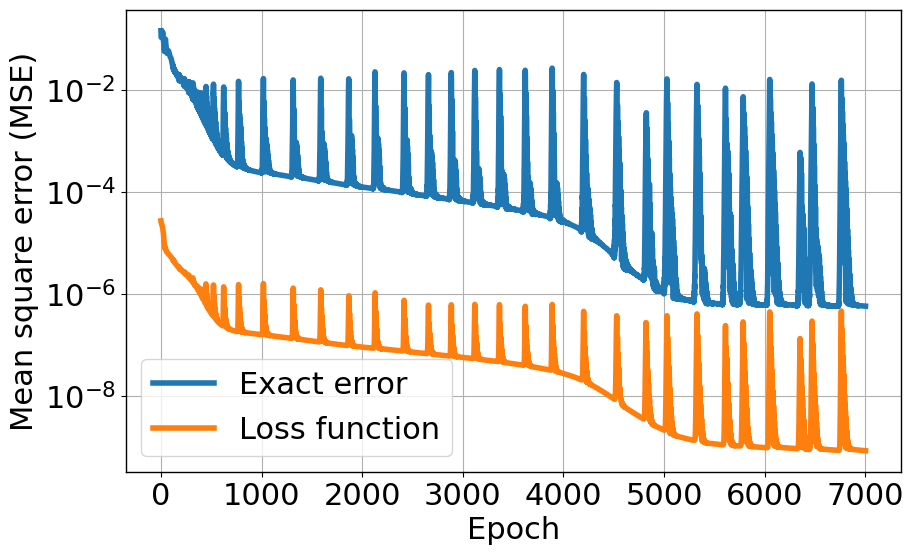 Mean square error (MSE)
10⁻²
10⁻⁴
10⁻⁶
10⁻⁸
Exact error
Loss function
0 1000 2000 3000 4000 5000 6000 7000
Epoch